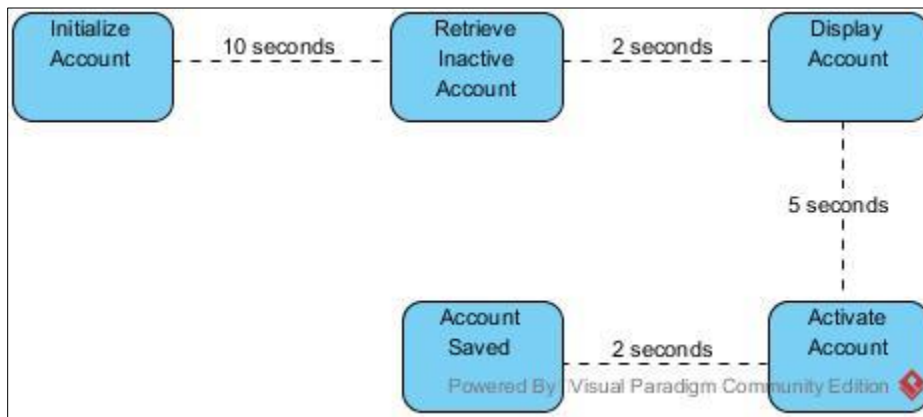 Initialize
Account
10 seconds
Retrieve
Inactive
Account
2 seconds
Display
Account
5 seconds
Activate
Account
2 seconds
Account
Saved
Powered By Visual Paradigm Community Edition